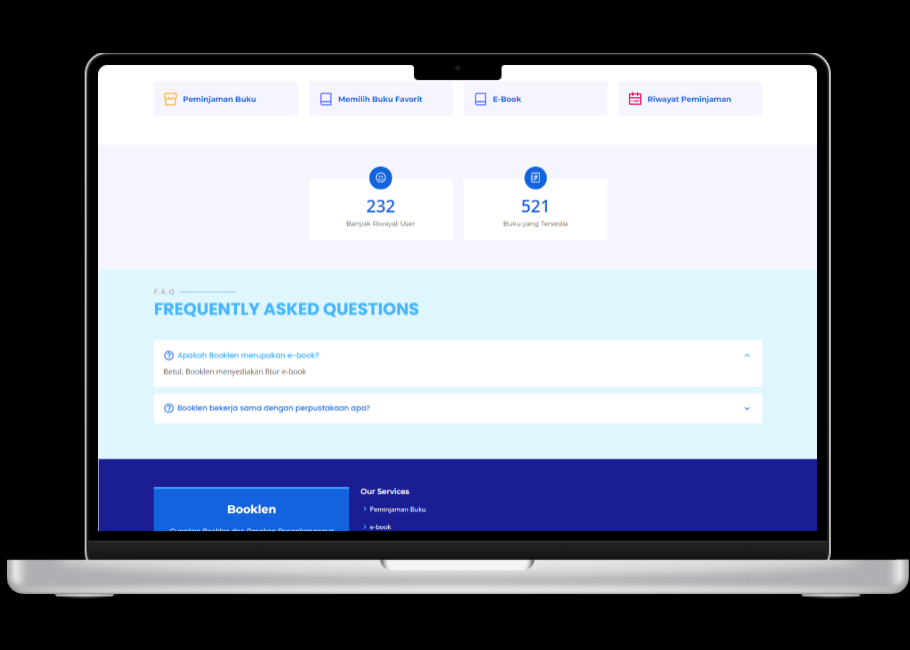 Peminjaman Buku
Memilih Buku Favorit
E-Book
Riwayat Peminjaman
232
Banyak Riwayat User
521
Buku yang Tersedia
F.A.Q
FREQUENTLY ASKED QUESTIONS
Apakah Booklen merupakan e-book?
Betul, Booklen menyediakan fitur e-book
Booklen bekerja sama dengan perpustakaan apa?
Booklen
Our Services
Peminjaman Buku
e-book